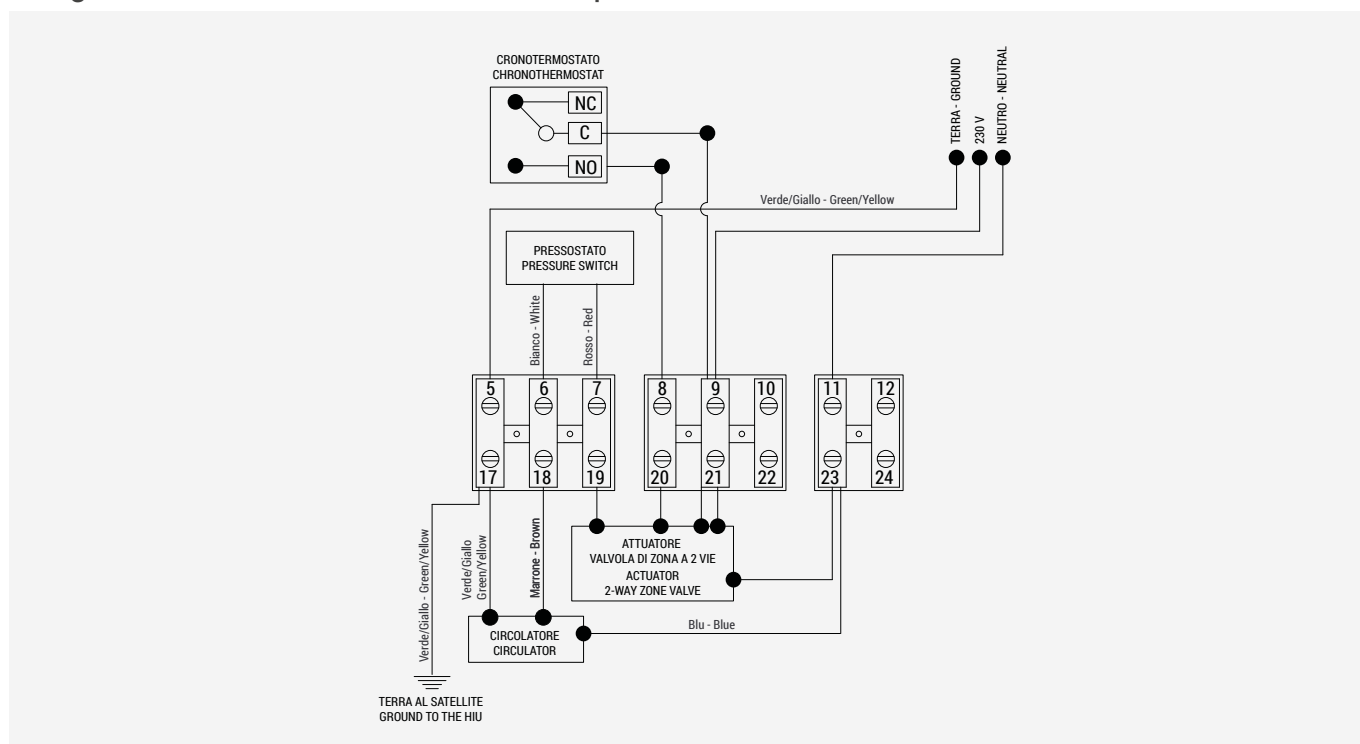 CRONOTERMOSTATO
CHRONOTHERMOSTAT
NC
C
NO
TERRA - GROUND
230 V
NEUTRO - NEUTRAL
Verde/Giallo - Green/Yellow
PRESSOSTATO
PRESSURE SWITCH
Bianco - White
Rosso - Red
5 6 7 8 9 10 11 12
17 18 19 20 21 22 23 24
ATTUATORE
VALVOLA DI ZONA A 2 VIE
ACTUATOR
2-WAY ZONE VALVE
Verde/Giallo - Green/Yellow
Verde/Giallo
Green/Yellow
Marrone - Brown
Blu - Blue
CIRCOLATORE
CIRCULATOR
TERRA AL SATELLITE
GROUND TO THE HIU